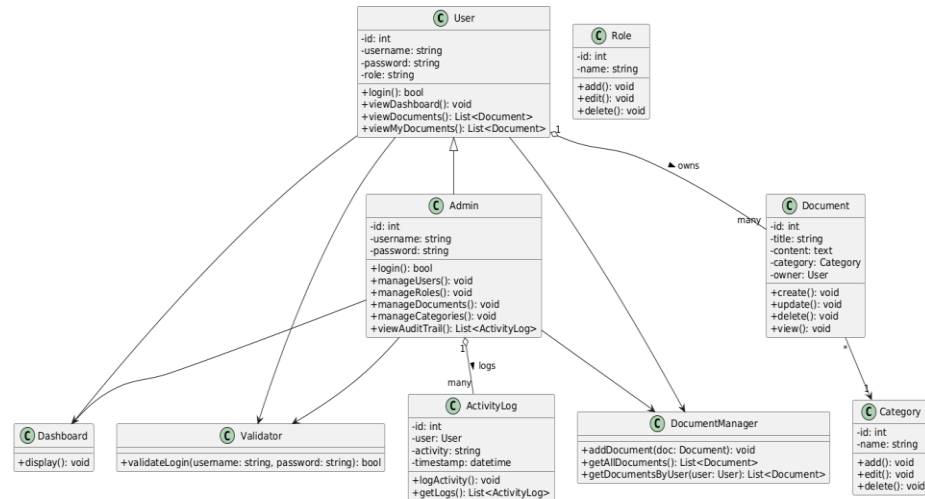 C User
-id: int
-username: string
-password: string
-role: string
+login(): bool
+viewDashboard(): void
+viewDocuments(): List<Document>
+viewMyDocuments(): List<Document>
C Role
-id: int
-name: string
+add(): void
+edit(): void
+delete(): void
1
owns
many
C Admin
-id: int
-username: string
-password: string
+login(): bool
+manageUsers(): void
+manageRoles(): void
+manageDocuments(): void
+manageCategories(): void
+viewAuditTrail(): List<ActivityLog>
C Document
-id: int
-title: string
-content: text
-category: Category
-owner: User
+create(): void
+update(): void
+delete(): void
+view(): void
1
logs
many
*
1
C Dashboard
+display(): void
C Validator
+validateLogin(username: string, password: string): bool
C ActivityLog
-id: int
-user: User
-activity: string
-timestamp: datetime
+logActivity(): void
+getLogs(): List<ActivityLog>
C DocumentManager
+addDocument(doc: Document): void
+getAllDocuments(): List<Document>
+getDocumentsByUser(user: User): List<Document>
C Category
-id: int
-name: string
+add(): void
+edit(): void
+delete(): void